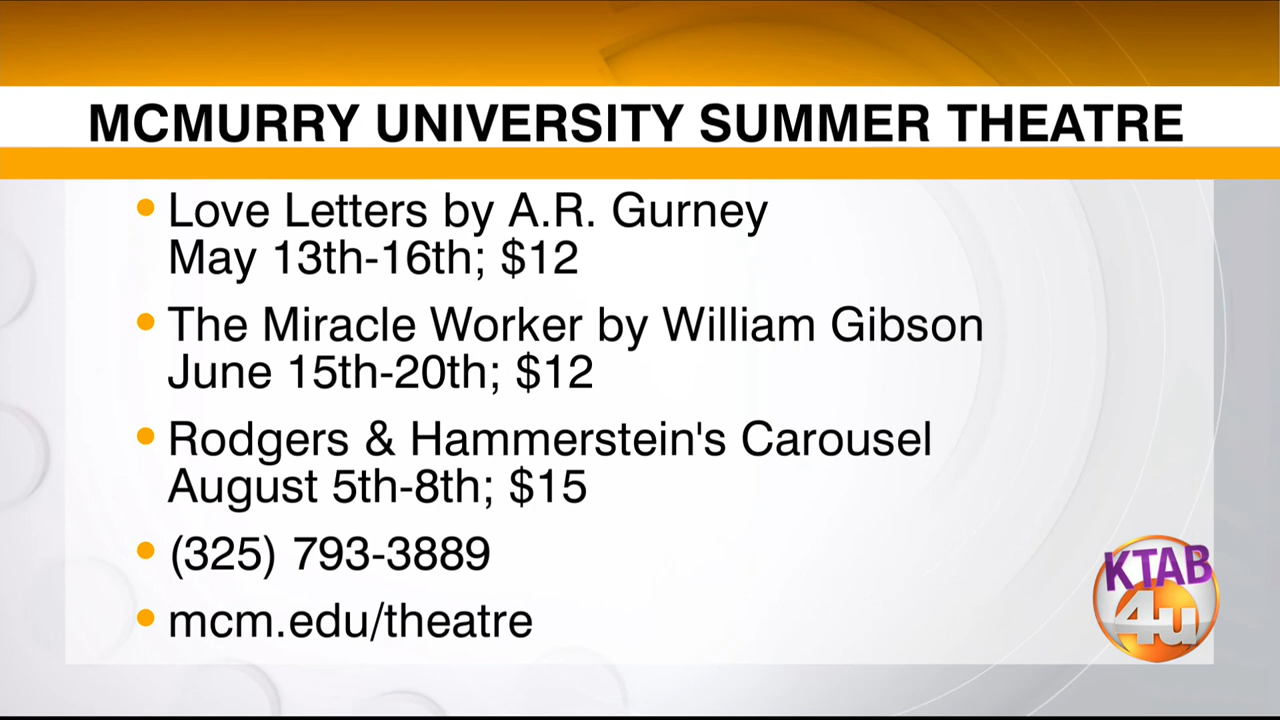 MCMURRY UNIVERSITY SUMMER THEATRE
• Love Letters by A.R. Gurney
May 13th-16th; $12
• The Miracle Worker by William Gibson
June 15th-20th; $12
• Rodgers & Hammerstein's Carousel
August 5th-8th; $15
• (325) 793-3889
• mcm.edu/theatre
KTAB
4u